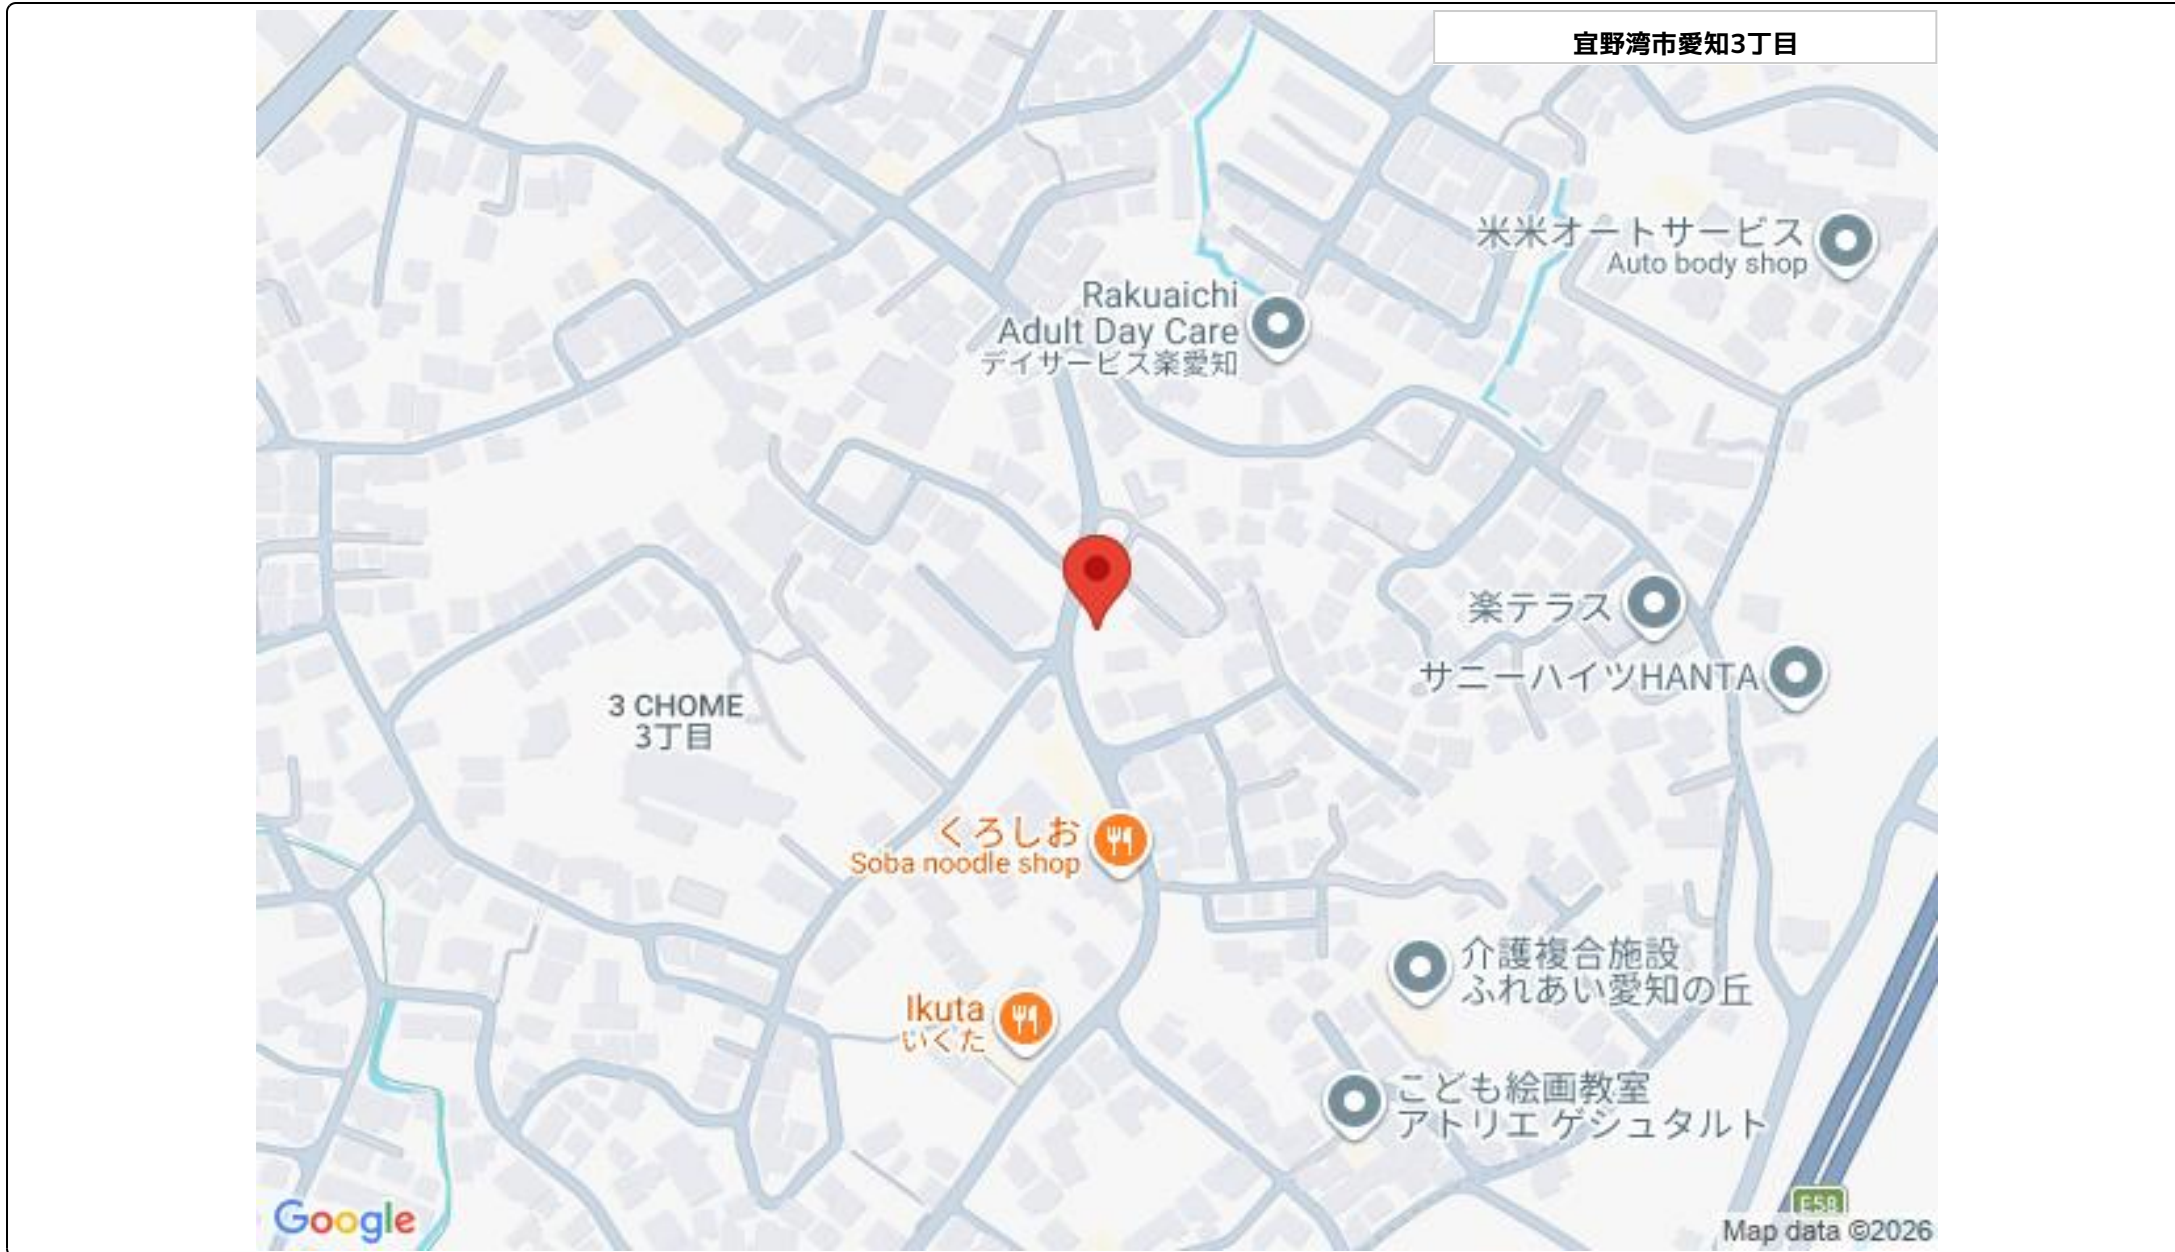 宜野湾市愛知3丁目
米米オートサービス
Auto body shop
Rakuaichi
Adult Day Care
デイサービス楽愛知
楽テラス
サニーハイツHANTA
3 CHOME
3丁目
くろしお
Soba noodle shop
介護複合施設
ふれあい愛知の丘
Ikuta
いくた
こども絵画教室
アトリエ ゲシュタルト
E58
Google
Map data ©2026